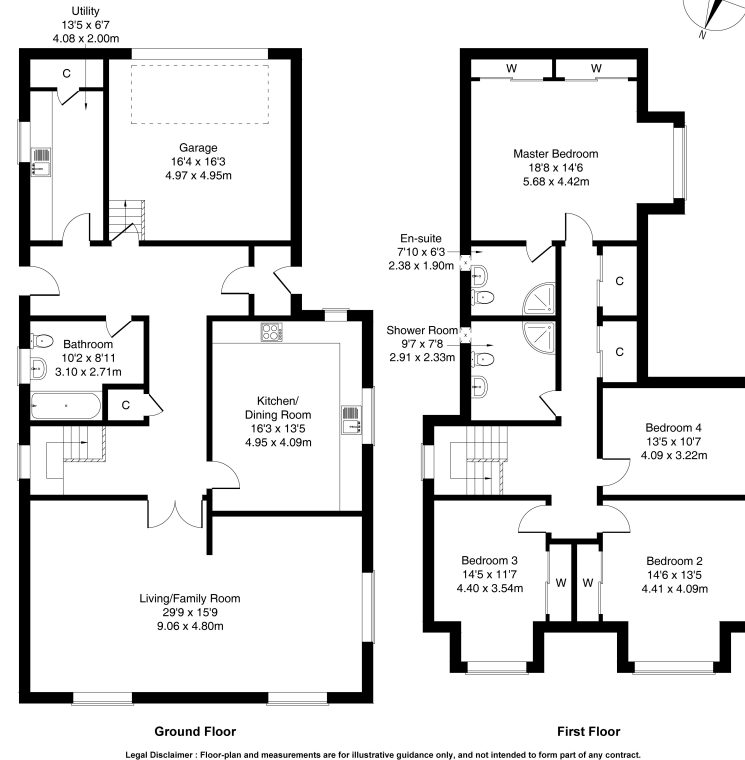 Utility
13'5 x 6'7
4.08 x 2.00m
C
Garage
16'4 x 16'3
4.97 x 4.95m
Bathroom
10'2 x 8'11
3.10 x 2.71m
C
Kitchen/
Dining Room
16'3 x 13'5
4.95 x 4.09m
Living/Family Room
29'9 x 15'9
9.06 x 4.80m
Ground Floor
N
W
W
Master Bedroom
18'8 x 14'6
5.68 x 4.42m
En-suite
7'10 x 6'3
2.38 x 1.90m
C
Shower Room
9'7 x 7'8
2.91 x 2.33m
C
Bedroom 4
13'5 x 10'7
4.09 x 3.22m
Bedroom 3
14'5 x 11'7
4.40 x 3.54m
W
W
Bedroom 2
14'6 x 13'5
4.41 x 4.09m
First Floor
Legal Disclaimer : Floor-plan and measurements are for illustrative guidance only, and not intended to form part of any contract.